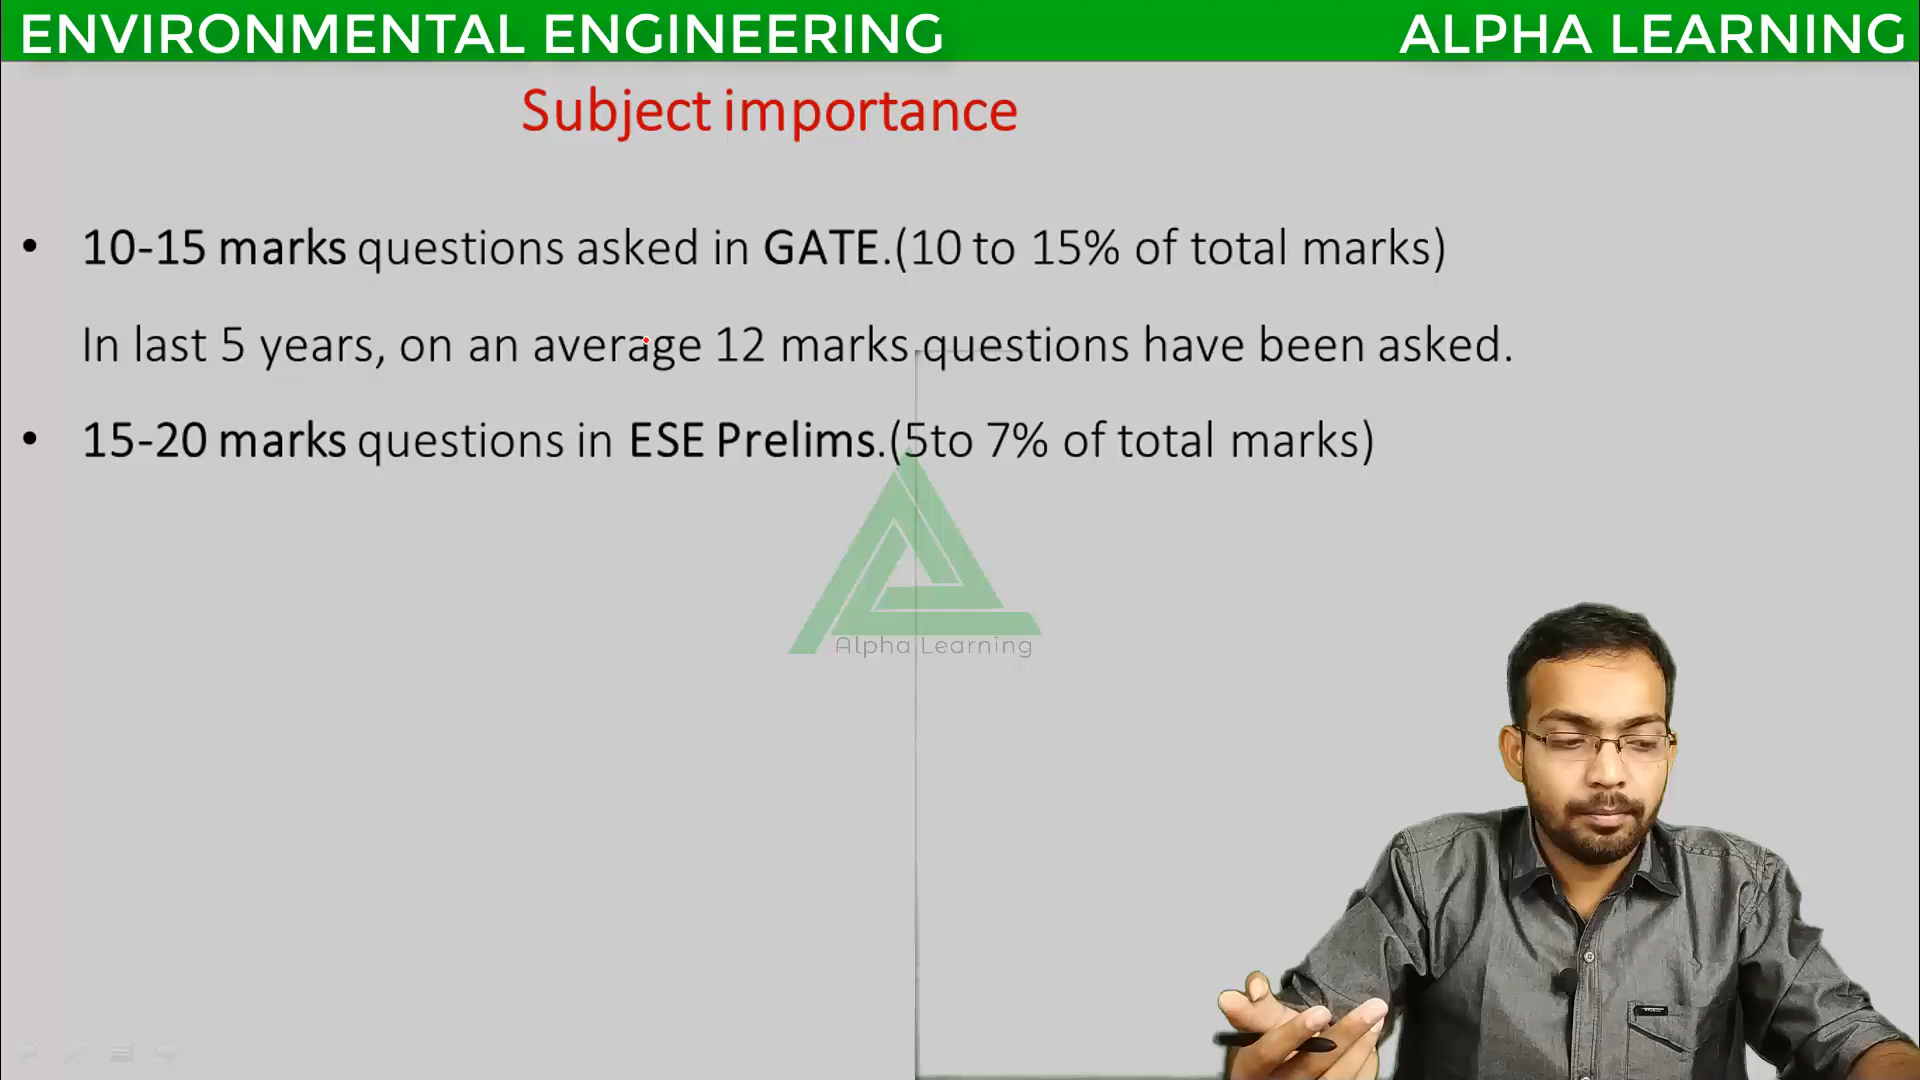 ENVIRONMENTAL ENGINEERING
ALPHA LEARNING
Subject importance
• 10-15 marks questions asked in GATE.(10 to 15% of total marks)
In last 5 years, on an average 12 marks questions have been asked.
• 15-20 marks questions in ESE Prelims.(5to 7% of total marks)
Alpha Learning